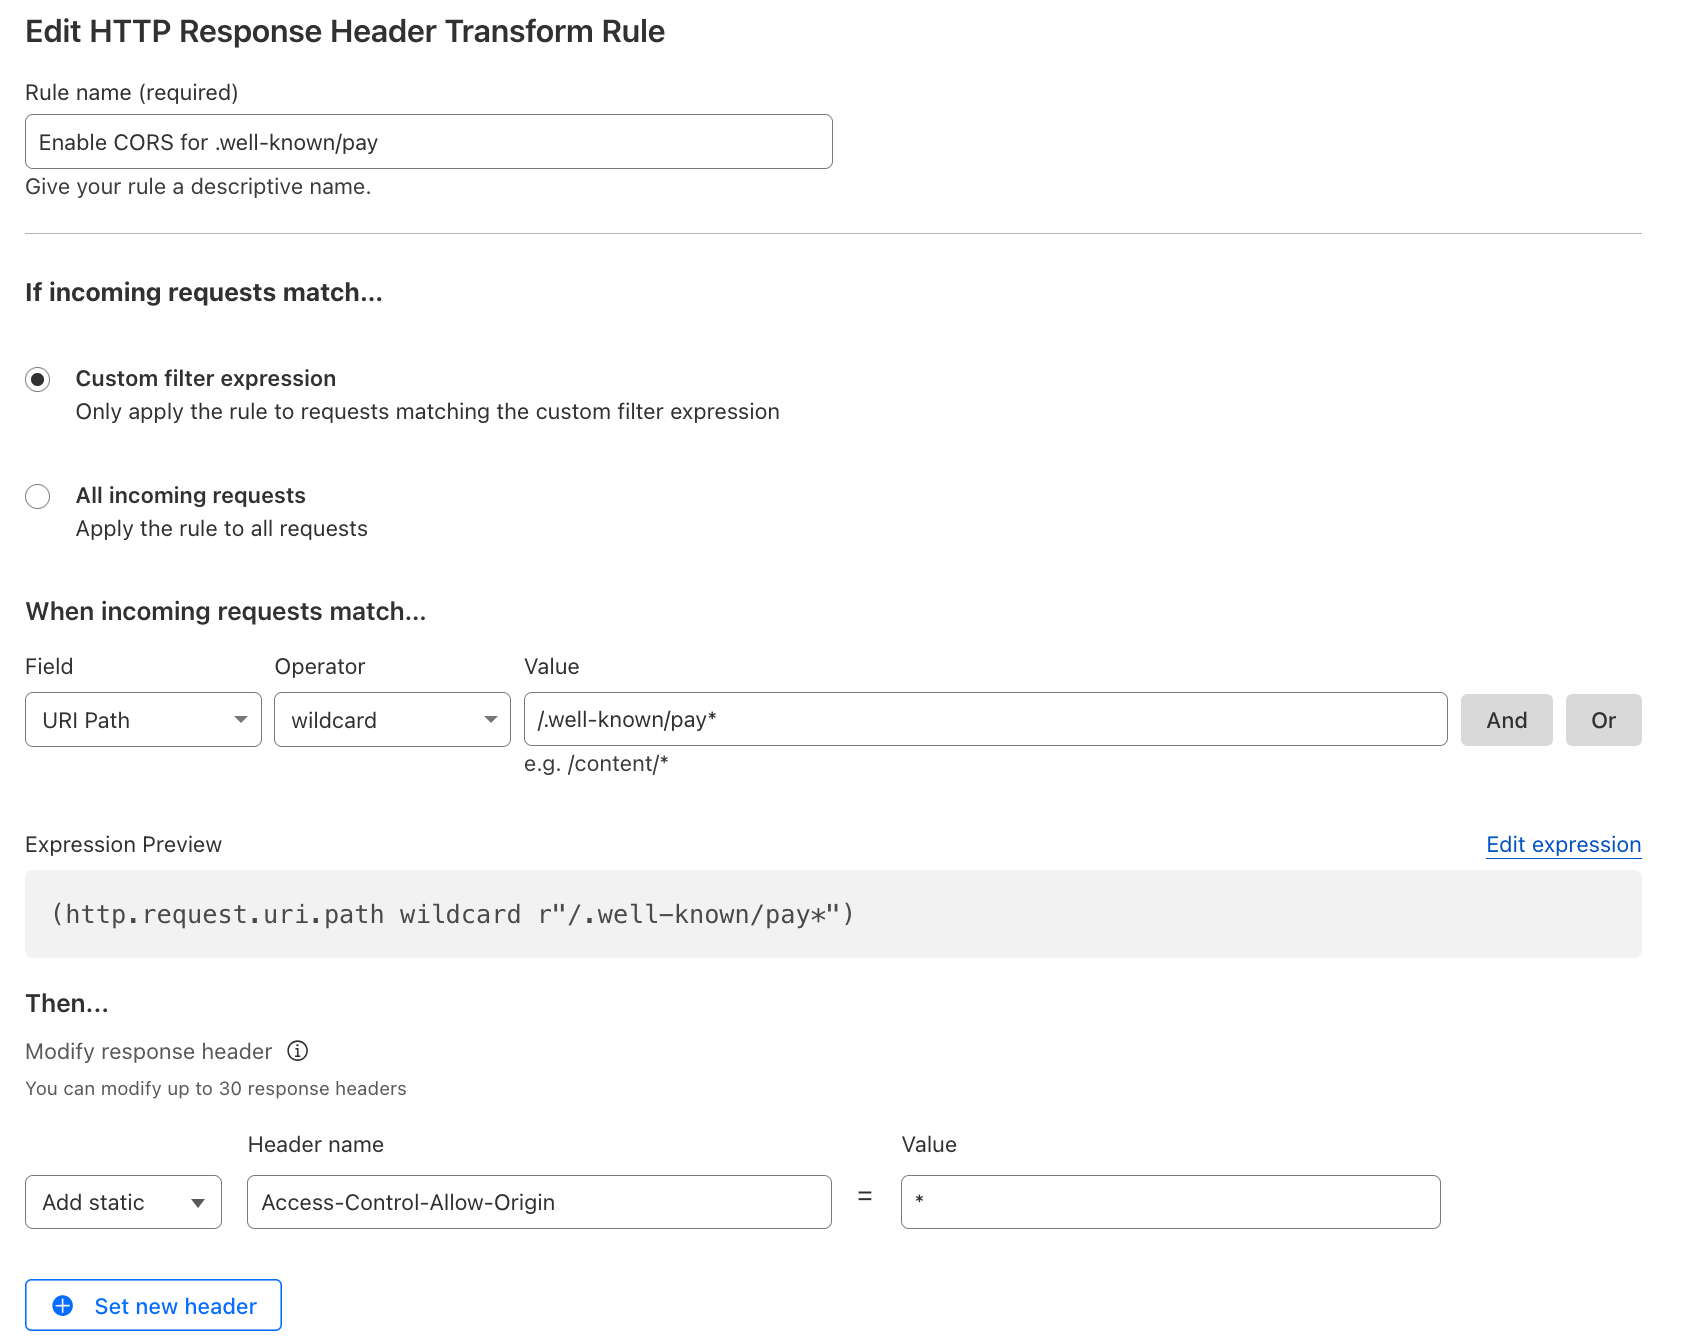 Edit HTTP Response Header Transform Rule
Rule name (required)
Enable CORS for .well-known/pay
Give your rule a descriptive name.
If incoming requests match...
Custom filter expression
Only apply the rule to requests matching the custom filter expression
All incoming requests
Apply the rule to all requests
When incoming requests match...
Field Operator Value
URI Path wildcard /.well-known/pay* And Or
e.g. /content/*
Expression Preview Edit expression
(http.request.uri.path wildcard r"/.well-known/pay*")
Then...
Modify response header
You can modify up to 30 response headers
Header name Value
Add static Access-Control-Allow-Origin = *
Set new header